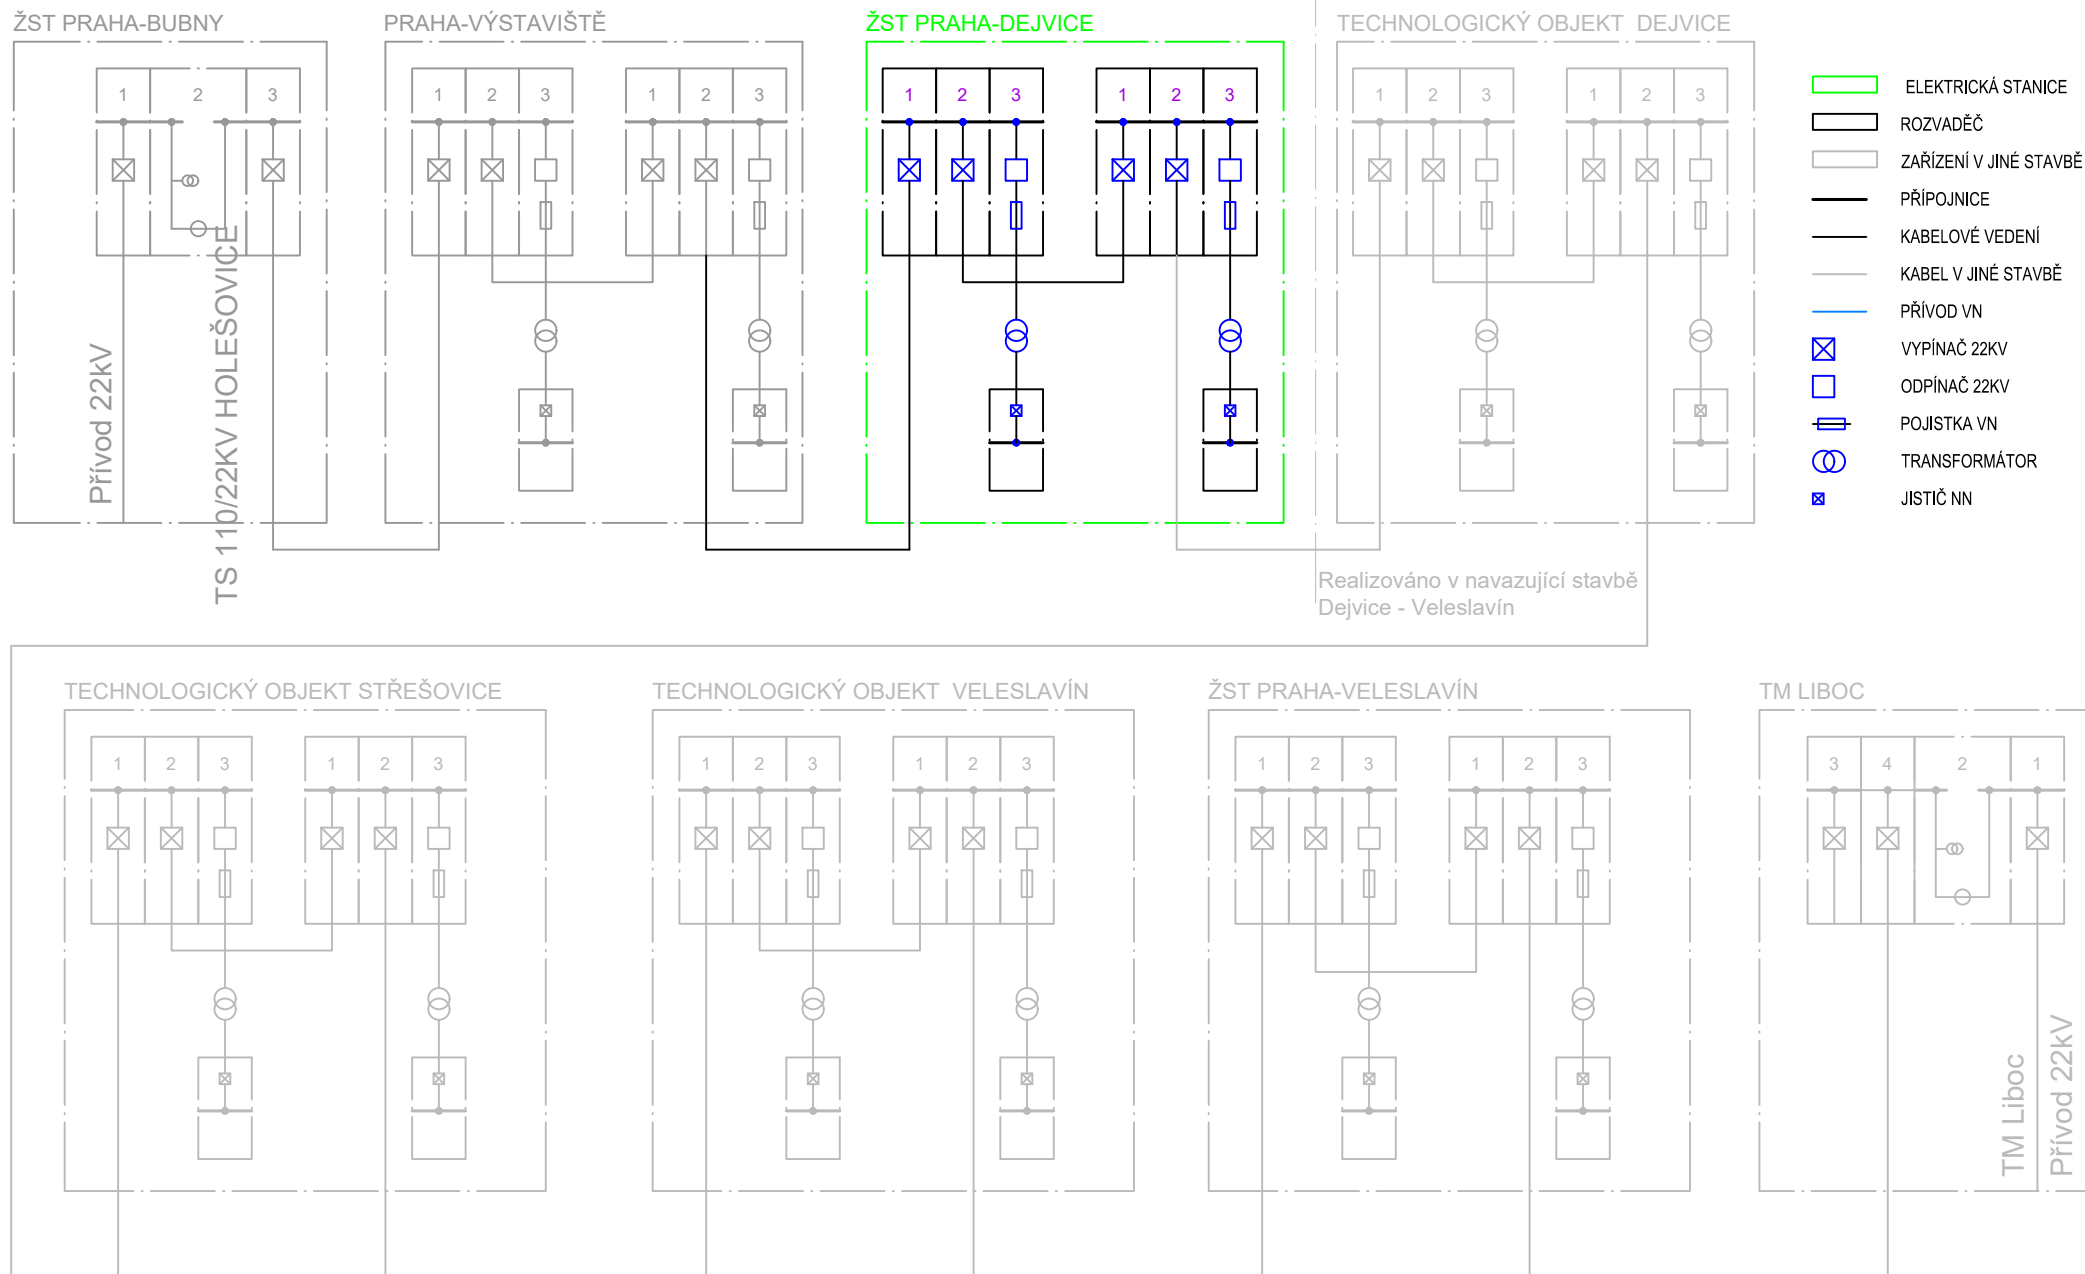 ŽST PRAHA-BUBNY
1 2 3
Přívod 22kV
TS 110/22KV HOLEŠOVICE
PRAHA-VÝSTAVIŠTĚ
1 2 3 1 2 3
ŽST PRAHA-DEJVICE
1 2 3 1 2 3
TECHNOLOGICKÝ OBJEKT DEJVICE
1 2 3 1 2 3
Realizováno v navazující stavbě
Dejvice - Veleslavín
ELEKTRICKÁ STANICE
ROZVADĚČ
ZAŘÍZENÍ V JINÉ STAVBĚ
PŘÍPOJNICE
KABELOVÉ VEDENÍ
KABEL V JINÉ STAVBĚ
PŘÍVOD VN
VYPÍNAČ 22KV
ODPÍNAČ 22KV
POJISTKA VN
TRANSFORMÁTOR
JISTIČ NN
TECHNOLOGICKÝ OBJEKT STŘEŠOVICE
1 2 3 1 2 3
TECHNOLOGICKÝ OBJEKT VELESLAVÍN
1 2 3 1 2 3
ŽST PRAHA-VELESLAVÍN
1 2 3 1 2 3
TM LIBOC
3 4 2 1
TM Liboc
Přívod 22kV